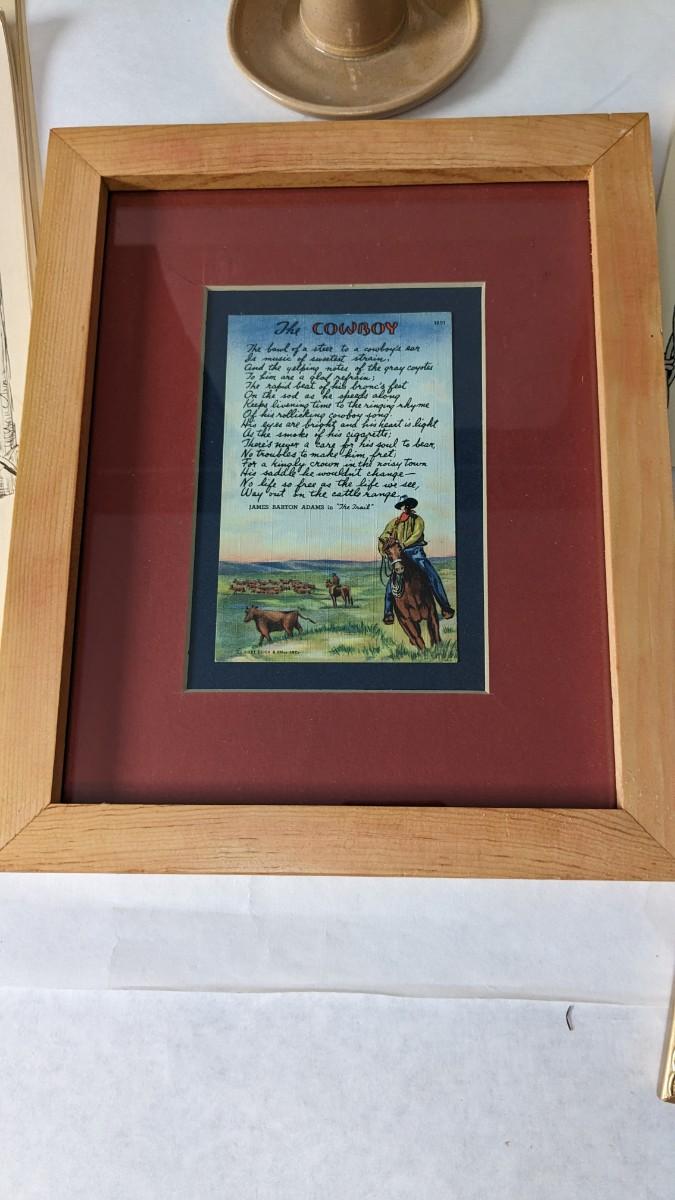 The COWBOY
The bawl of a steer to a cowboy's ear
Is music of sweetest strain;
And the yelping notes of the gray coyotes
To him are a glad refrain;
The rapid beat of his bronc's feet
On the sod as he speeds along
Keeps livening time to the ringing rhyme
Of his rollicking cowboy song
His eyes are bright and his heart is light
As the smoke of his cigarette;
There's never a care for his soul to bear,
No troubles to make him fret;
For a kingly crown in the noisy town
His saddle he wouldn't change—
No life so free as the life we see,
Way out on the cattle range.
JAMES BARTON ADAMS in "The Trail"
& INC.